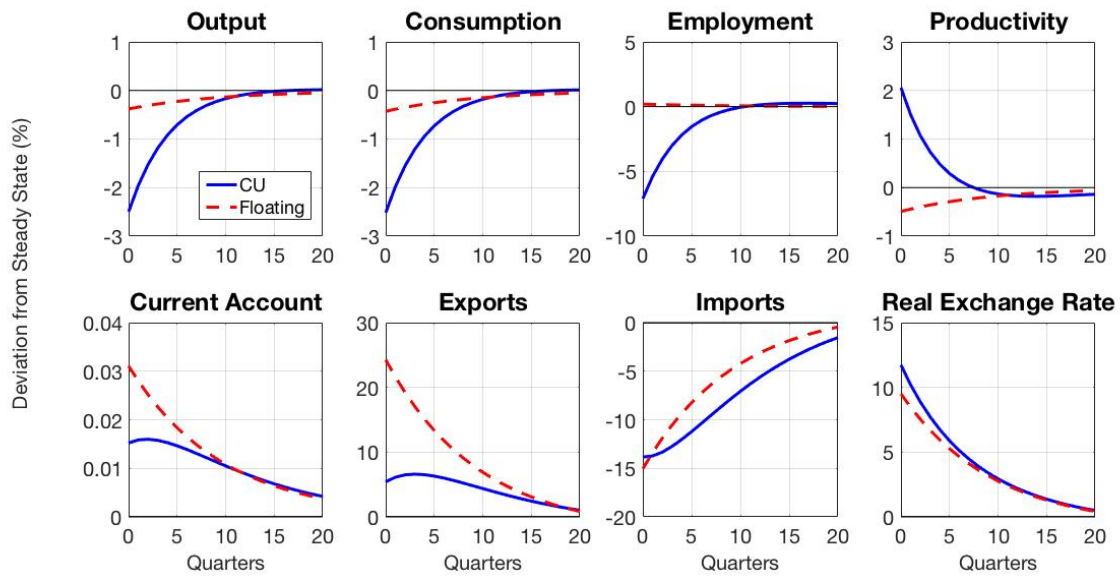 Output
Consumption
Employment
Productivity
1
0
-1
-2
-3
0 5 10 15 20
CU
Floating
1
0
-1
-2
-3
0 5 10 15 20
5
0
-5
-10
0 5 10 15 20
3
2
1
0
-1
0 5 10 15 20
Deviation from Steady State (%)
Current Account
Exports
Imports
Real Exchange Rate
0.04
0.03
0.02
0.01
0
0 5 10 15 20
Quarters
30
20
10
0
0 5 10 15 20
Quarters
0
-5
-10
-15
-20
0 5 10 15 20
Quarters
15
10
5
0
0 5 10 15 20
Quarters